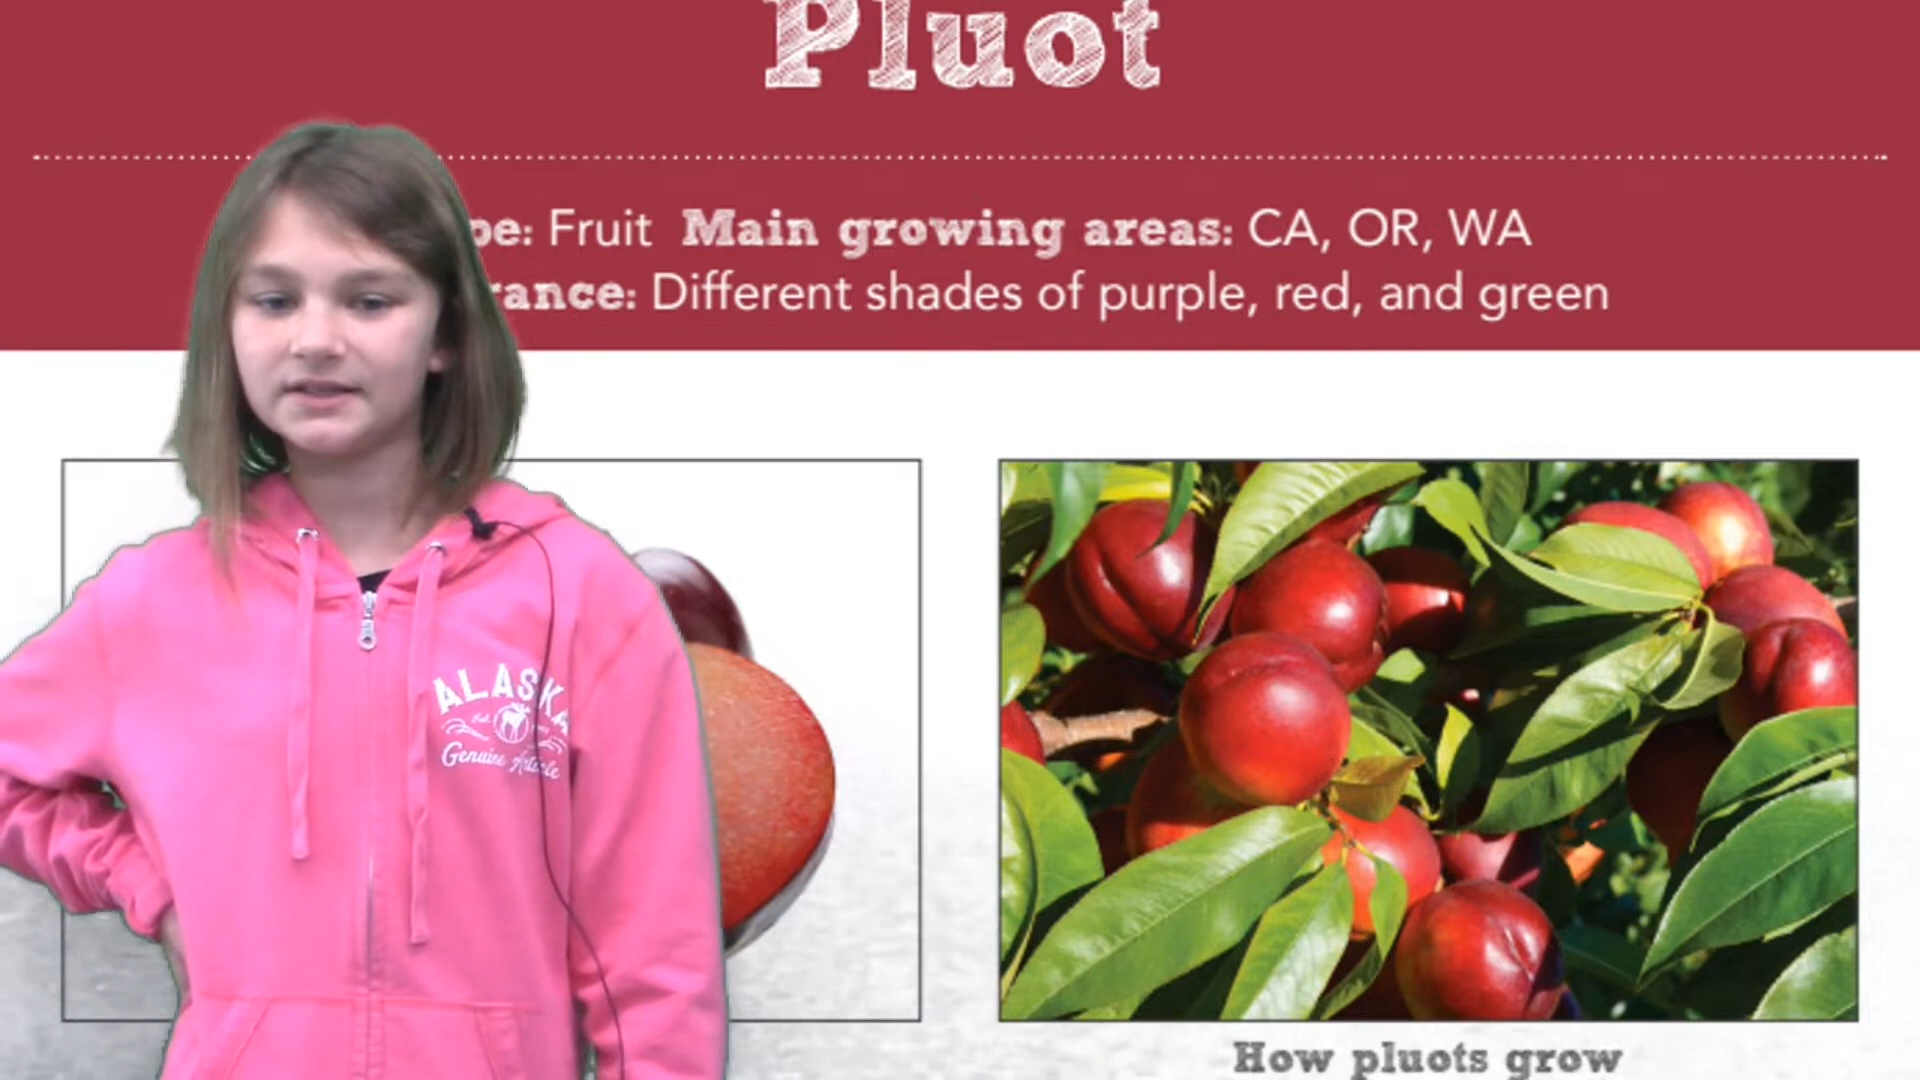 Pluot
pe: Fruit Main growing areas: CA, OR, WA
rance: Different shades of purple, red, and green
ALASKA
Est.
Genuine Article
How pluots grow